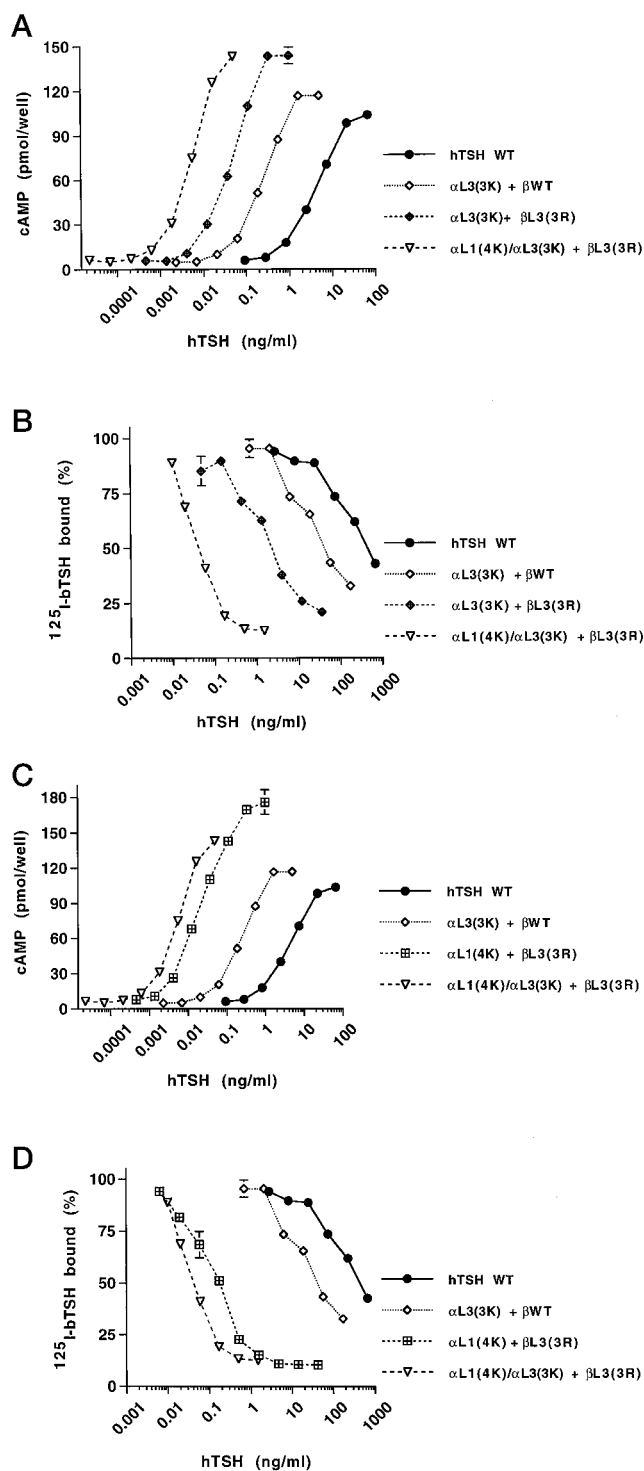 A
150
120
90
60
30
0
cAMP (pmol/well)
0.0001
0.001
0.01
0.1
1
10
100
hTSH (ng/ml)
hTSH WT
αL3(3K) + βWT
αL3(3K)+ βL3(3R)
αL1(4K)/αL3(3K) + βL3(3R)
B
100
75
50
25
0
125I-bTSH bound (%)
0.001
0.01
0.1
1
10
100
1000
hTSH (ng/ml)
hTSH WT
αL3(3K) + βWT
αL3(3K) + βL3(3R)
αL1(4K)/αL3(3K) + βL3(3R)
C
180
150
120
90
60
30
0
cAMP (pmol/well)
0.0001
0.001
0.01
0.1
1
10
100
hTSH (ng/ml)
hTSH WT
αL3(3K) + βWT
αL1(4K) + βL3(3R)
αL1(4K)/αL3(3K) + βL3(3R)
D
100
75
50
25
0
125I-bTSH bound (%)
0.001
0.01
0.1
1
10
100
1000
hTSH (ng/ml)
hTSH WT
αL3(3K) + βWT
αL1(4K) + βL3(3R)
αL1(4K)/αL3(3K) + βL3(3R)